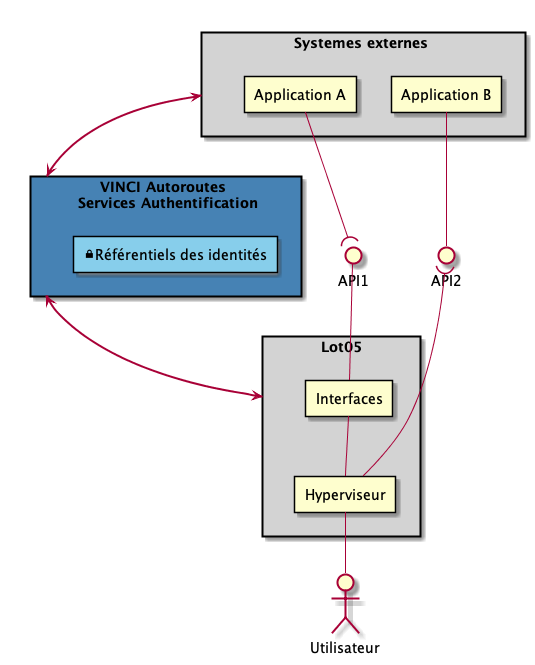 Systemes externes
Application A
Application B
VINCI Autoroutes
Services Authentification
Référentiels des identités
API1
API2
Lot05
Interfaces
Hyperviseur
Utilisateur